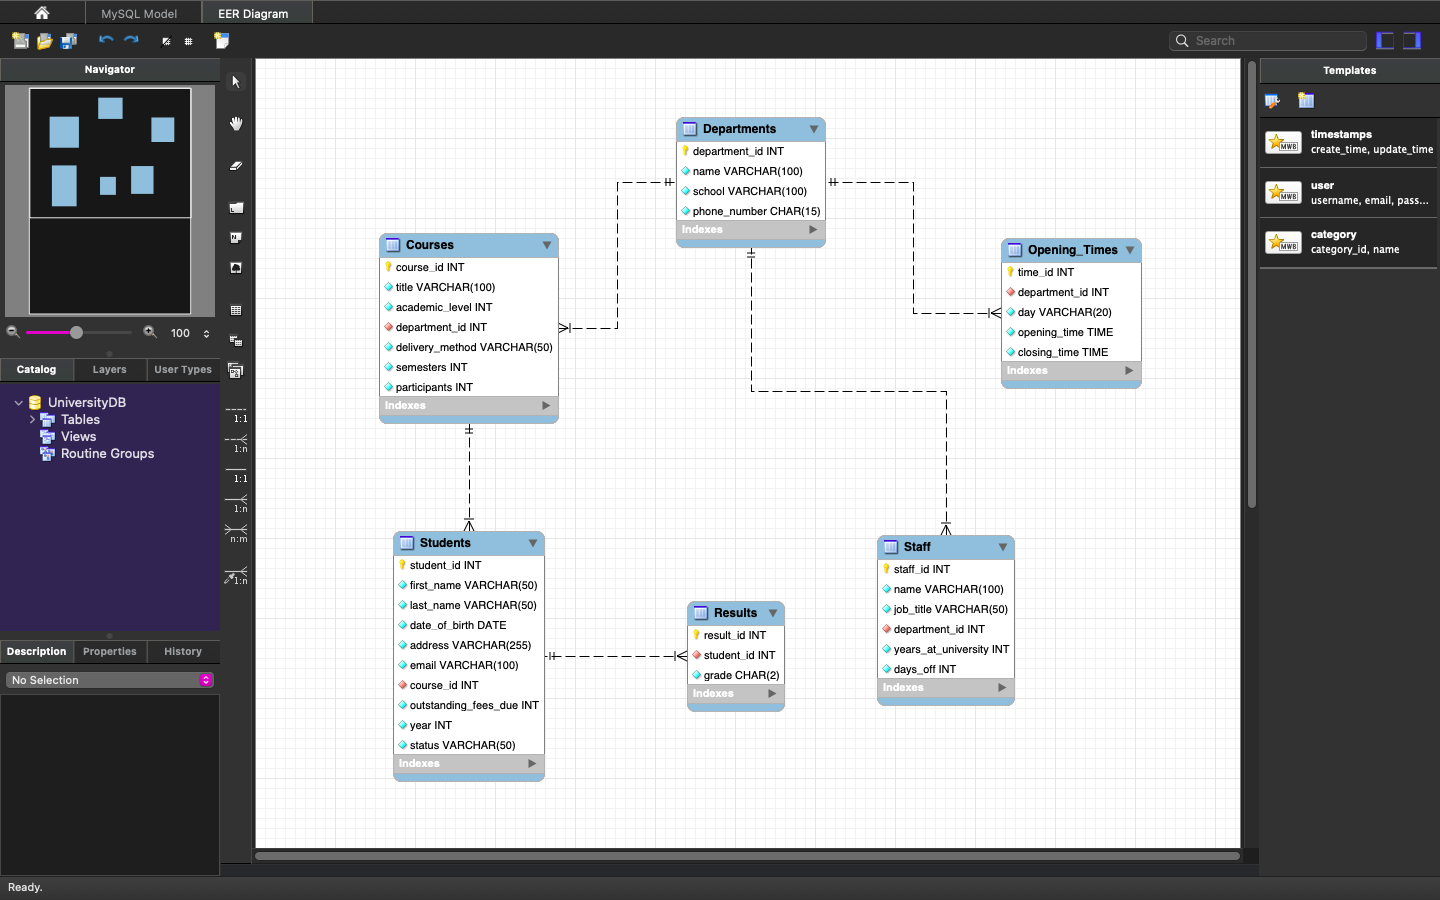 MySQL Model
EER Diagram
Search
Navigator
100
Catalog
Layers
User Types
UniversityDB
Tables
Views
Routine Groups
Description
Properties
History
No Selection
Ready.
1:1
1:n
1:1
1:n
n:m
1:n
Departments
department_id INT
name VARCHAR(100)
school VARCHAR(100)
phone_number CHAR(15)
Indexes
Courses
course_id INT
title VARCHAR(100)
academic_level INT
department_id INT
delivery_method VARCHAR(50)
semesters INT
participants INT
Indexes
Opening_Times
time_id INT
department_id INT
day VARCHAR(20)
opening_time TIME
closing_time TIME
Indexes
Students
student_id INT
first_name VARCHAR(50)
last_name VARCHAR(50)
date_of_birth DATE
address VARCHAR(255)
email VARCHAR(100)
course_id INT
outstanding_fees_due INT
year INT
status VARCHAR(50)
Indexes
Results
result_id INT
student_id INT
grade CHAR(2)
Indexes
Staff
staff_id INT
name VARCHAR(100)
job_title VARCHAR(50)
department_id INT
years_at_university INT
days_off INT
Indexes
Templates
MWB
timestamps
create_time, update_time
MWB
user
username, email, pass...
MWB
category
category_id, name